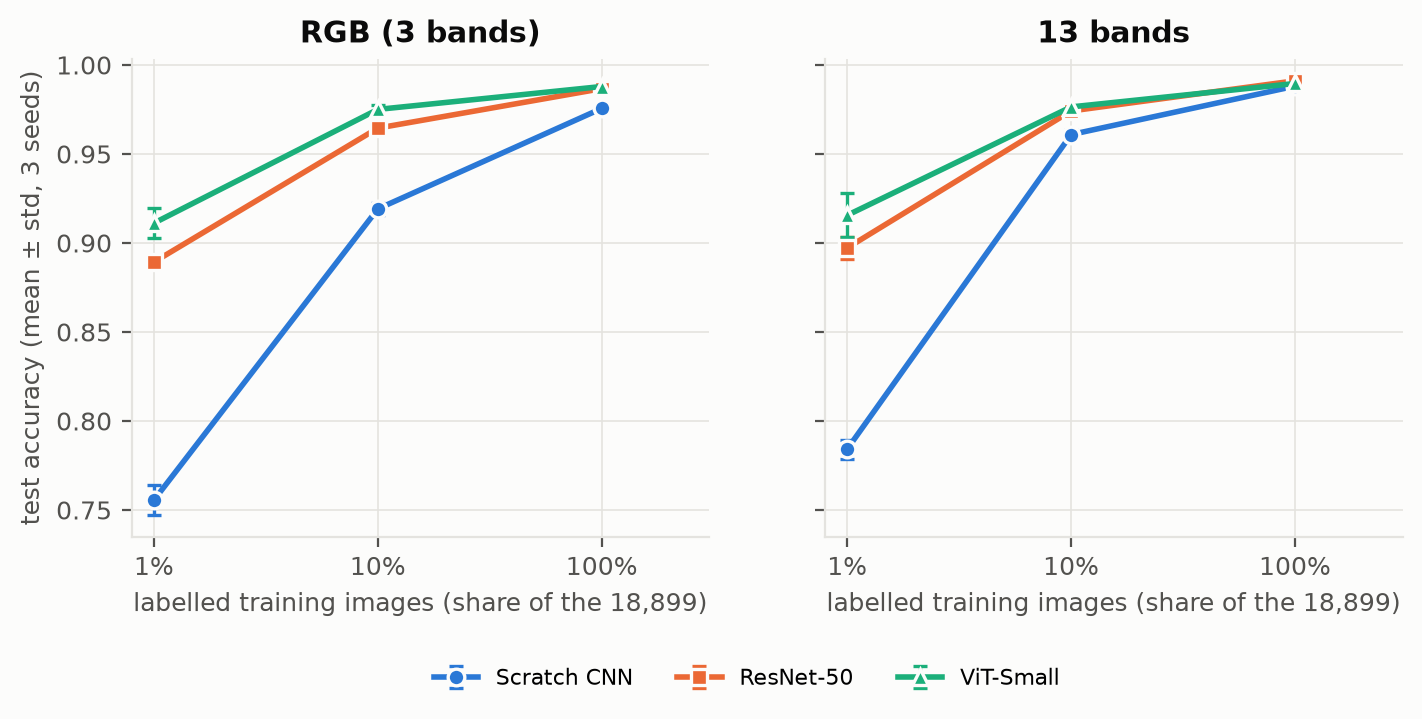 RGB (3 bands)
13 bands
test accuracy (mean ± std, 3 seeds)
1.00
0.95
0.90
0.85
0.80
0.75
1%
10%
100%
1%
10%
100%
labelled training images (share of the 18,899)
labelled training images (share of the 18,899)
Scratch CNN
ResNet-50
ViT-Small